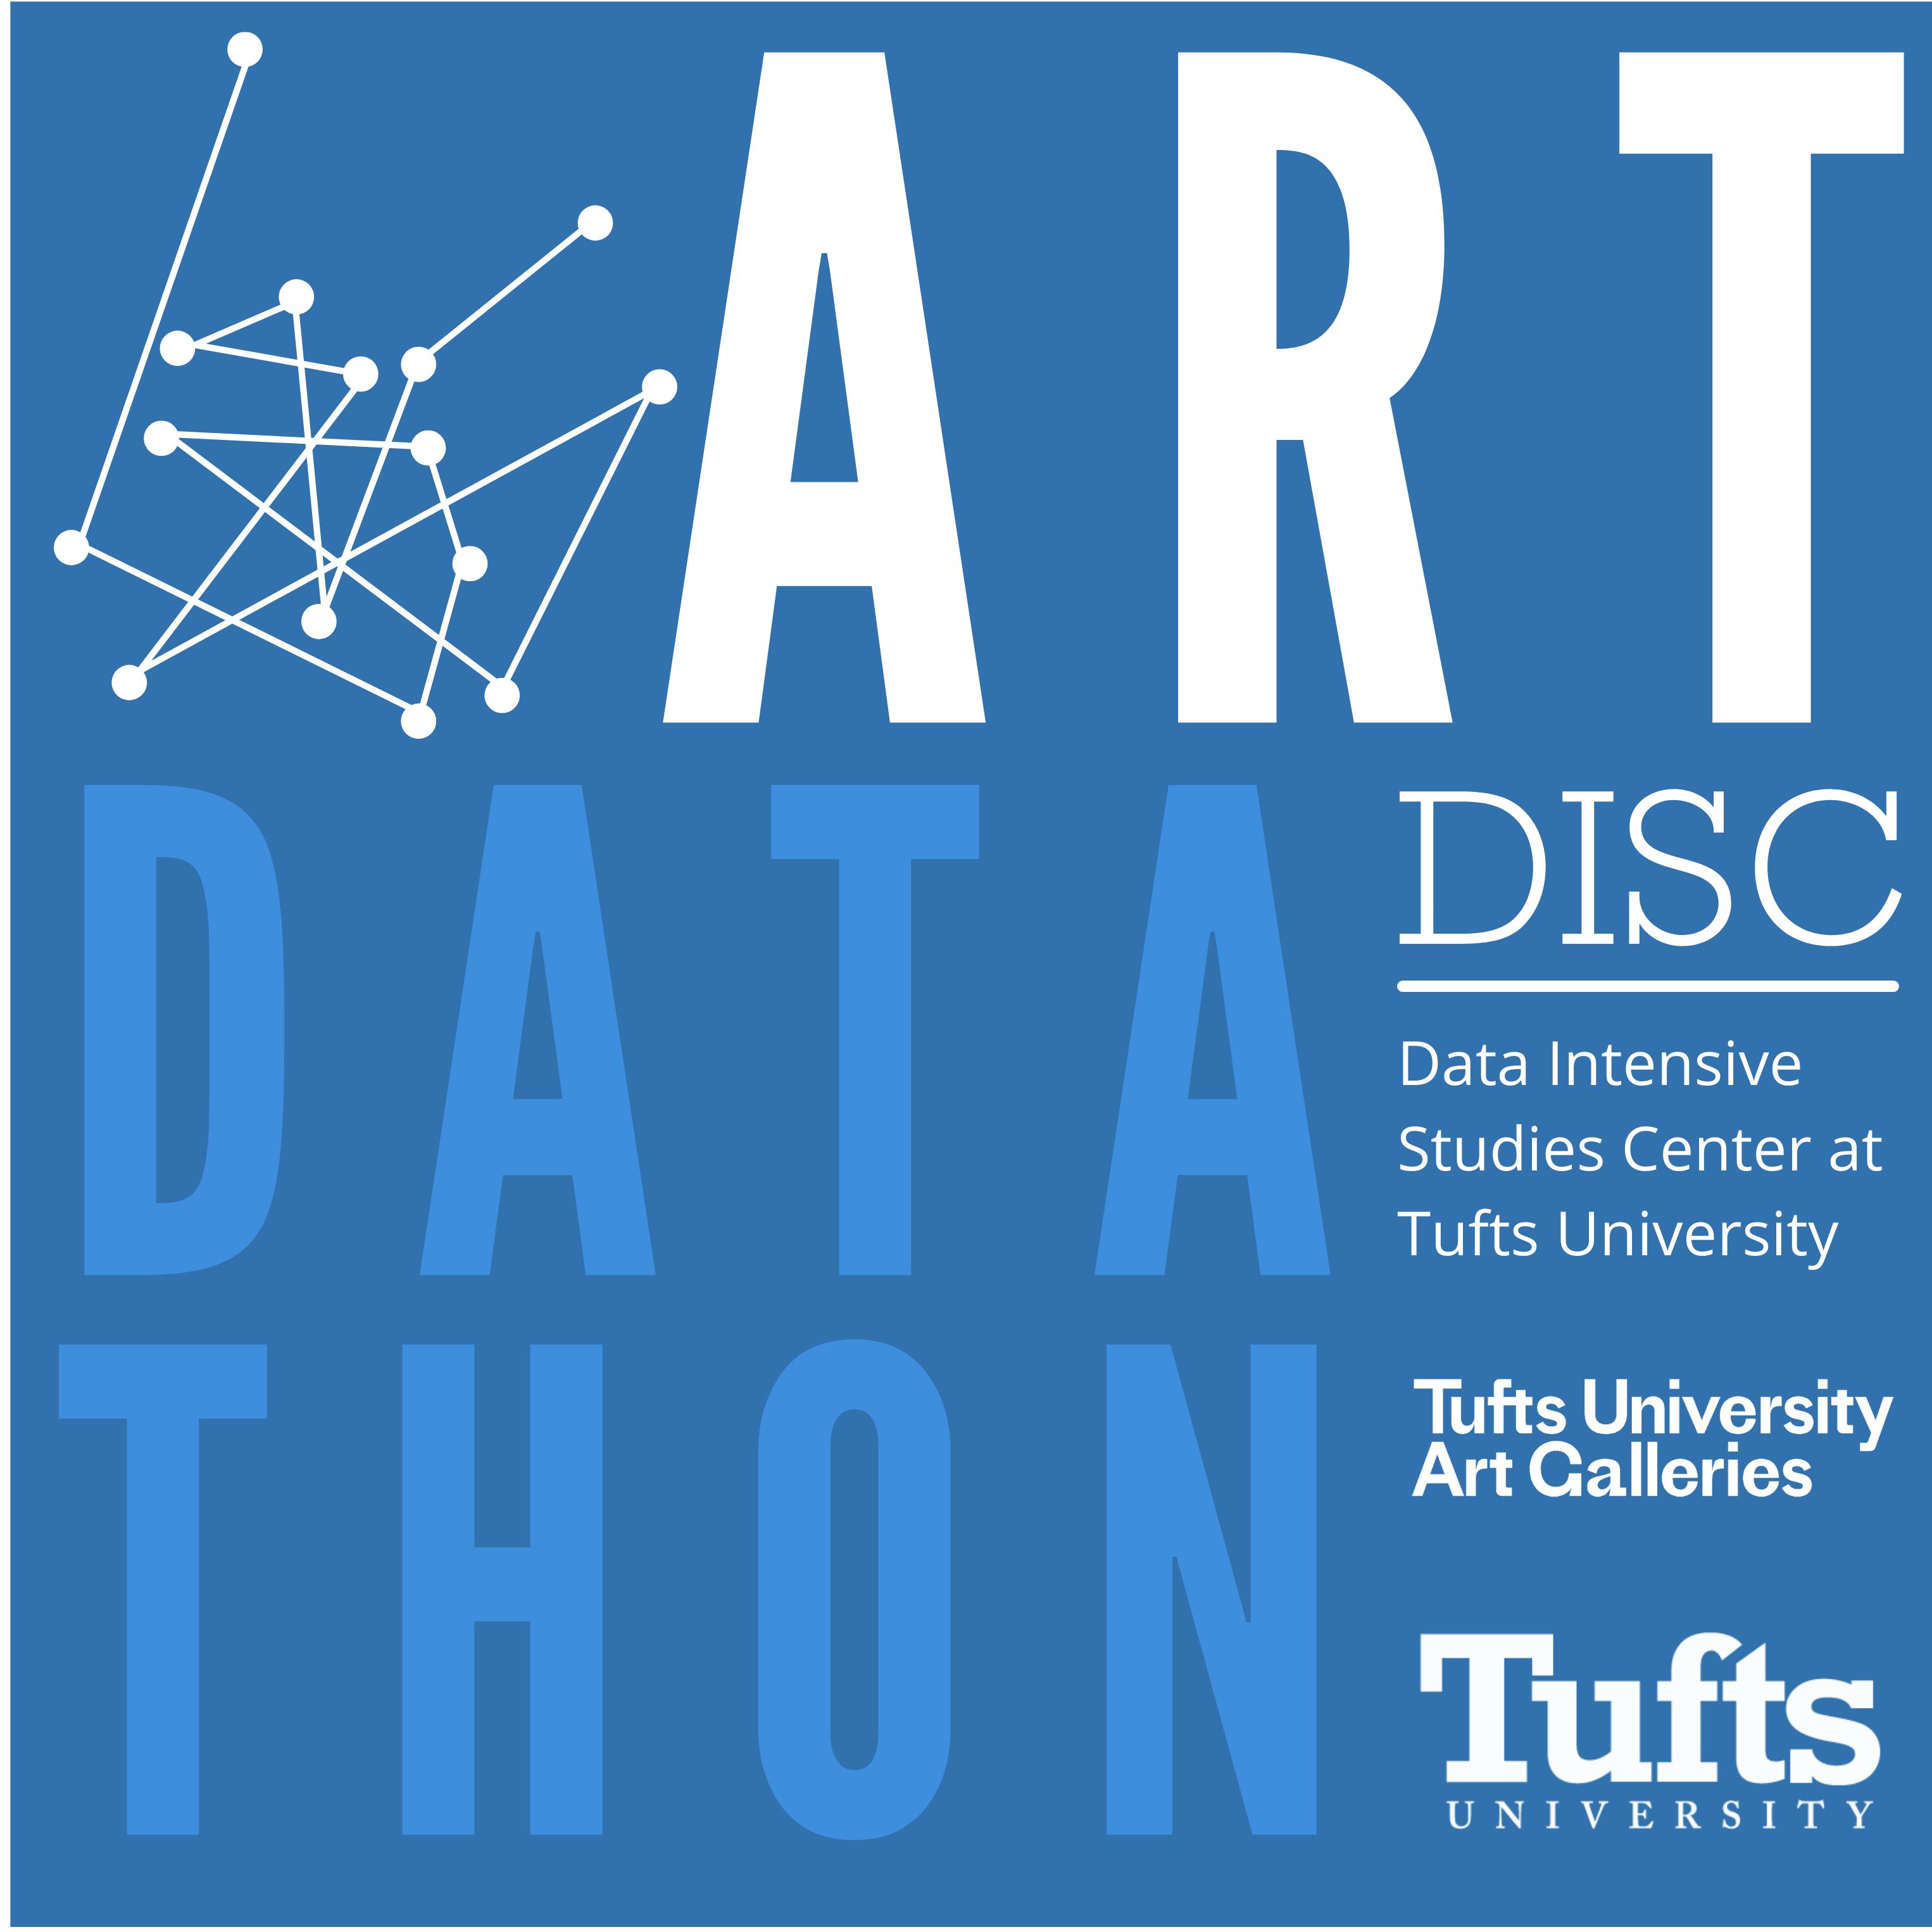 ART
DATA
THON
DISC
Data Intensive
Studies Center at
Tufts University
Tufts University
Art Galleries
Tufts
UNIVERSITY